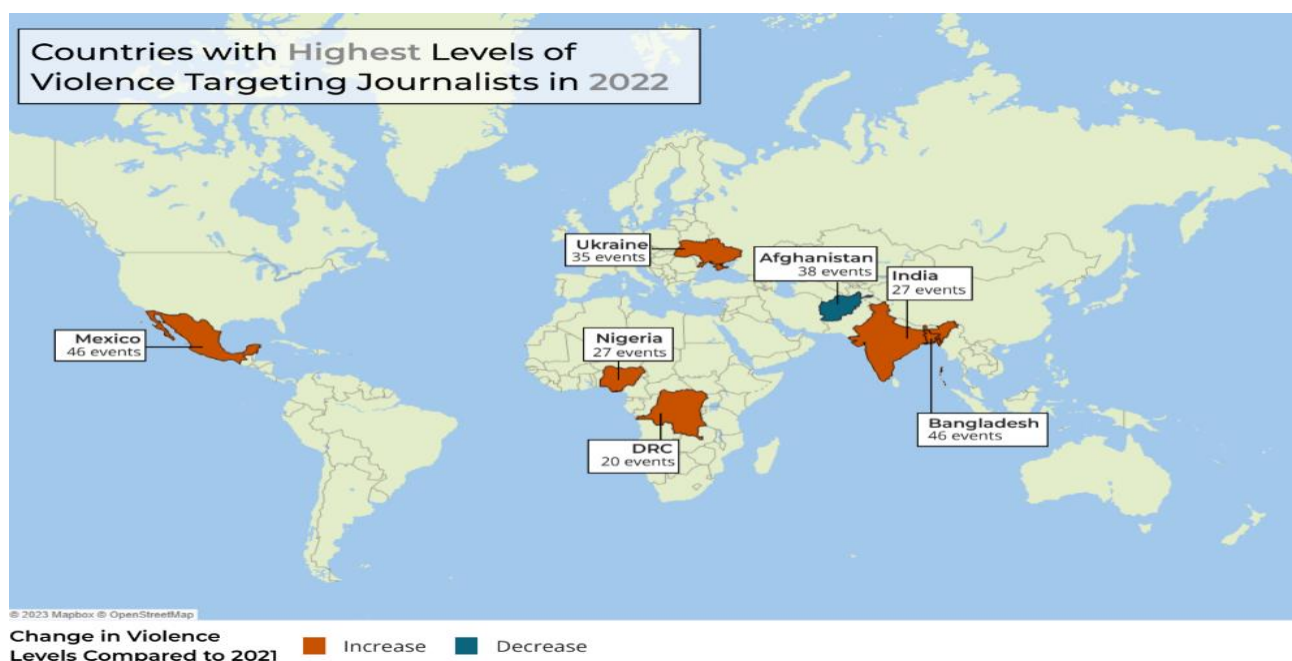 Countries with Highest Levels of
Violence Targeting Journalists in 2022
Ukraine
35 events
Afghanistan
38 events
India
27 events
Mexico
46 events
Nigeria
27 events
Bangladesh
46 events
DRC
20 events
© 2023 Mapbox © OpenStreetMap
Change in Violence
Levels Compared to 2021
Increase
Decrease